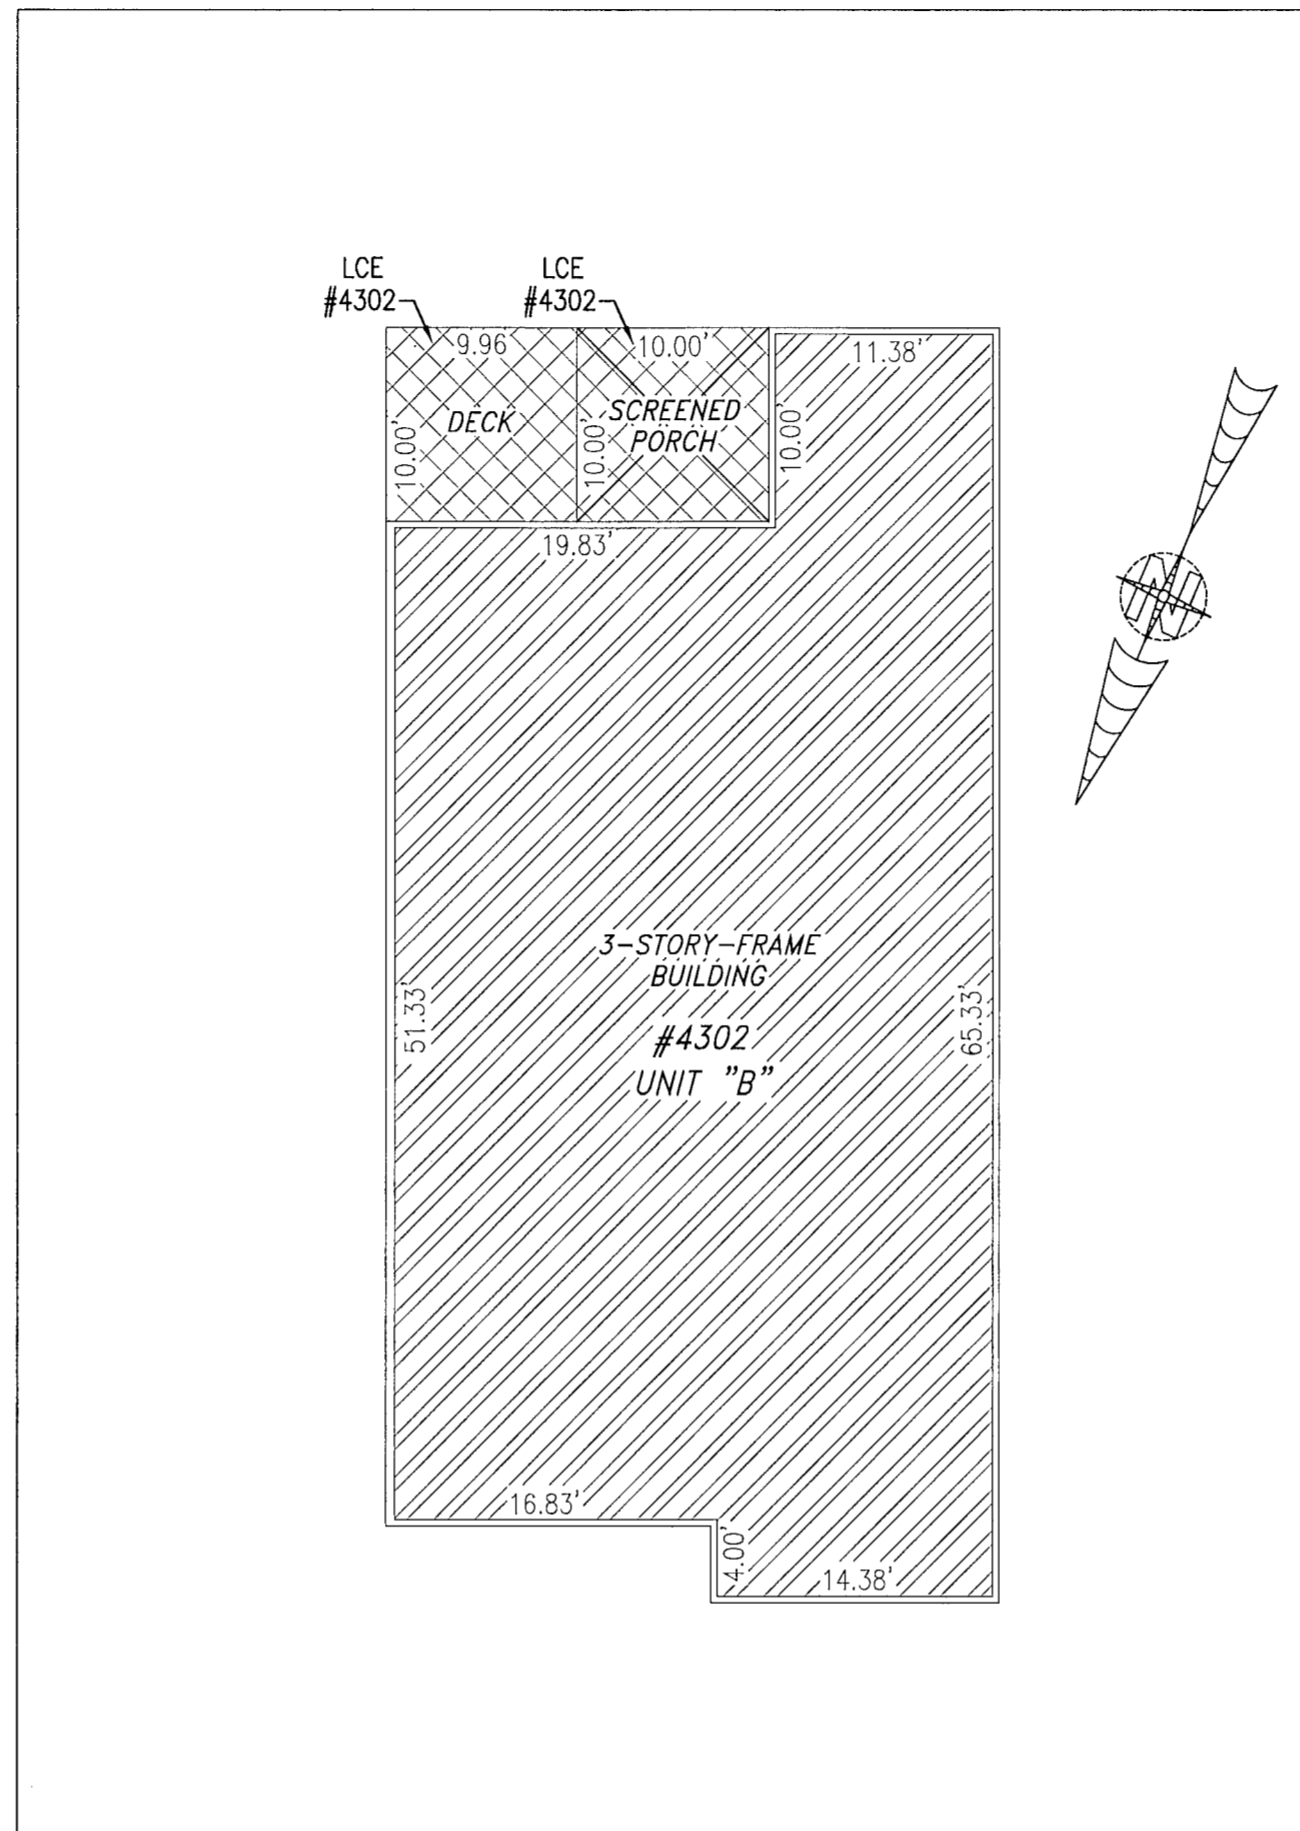 LCE
#4302
LCE
#4302
9.96
10.00'
11.38'
DECK
SCREENED
PORCH
10.00'
10.00'
10.00'
19.83'
N
3-STORY-FRAME
BUILDING
#4302
UNIT "B"
51.33'
65.33'
16.83'
4.00'
14.38'